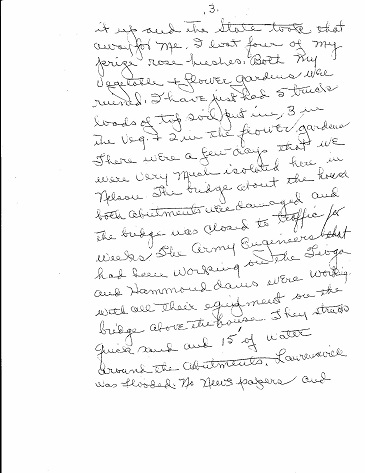 .3.
it up and the State took that
away for me. I lost four of my
prize rose bushes. Both my
vegetable + flower gardens were
ruined. I have just had 5 truck
loads of top soil put in, 3 in
the veg. + 2 in the flower gardens
There were a few days that we
were very much isolated here in
Nelson The bridge about the house
both abutments were damaged and
the bridge was closed to traffic for
weeks. The Army Engineers that
had been working on the Tioga
and Hammond dams were working
with all their equipment on the
bridge above the house. They struck
quick sand and 15' of water
around the abutments. Lawrenceville
was flooded. No News papers and